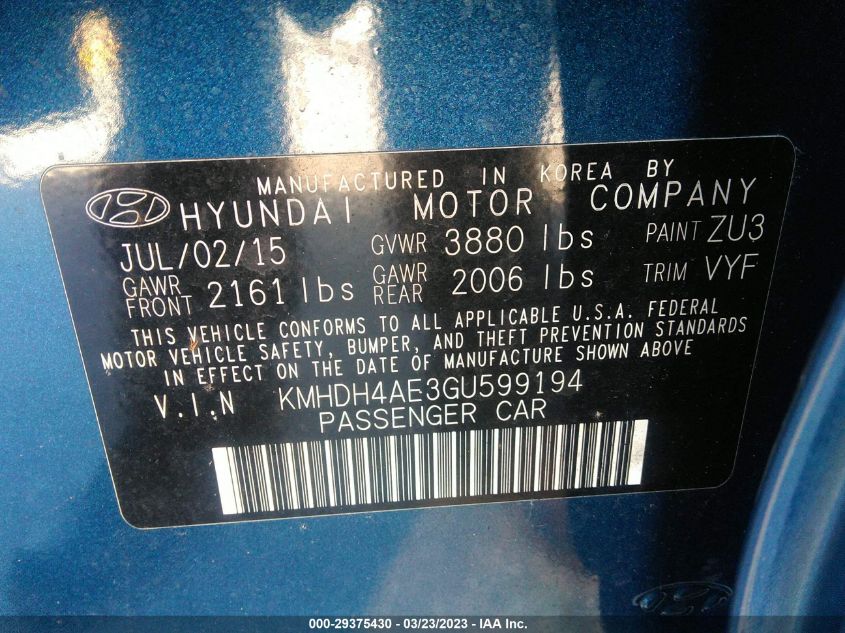 MANUFACTURED IN KOREA BY
HYUNDAI MOTOR COMPANY
JUL/02/15 GVWR 3880 lbs PAINT ZU3
GAWR FRONT 2161 lbs GAWR REAR 2006 lbs TRIM VYF
THIS VEHICLE CONFORMS TO ALL APPLICABLE U.S.A. FEDERAL
MOTOR VEHICLE SAFETY, BUMPER, AND THEFT PREVENTION STANDARDS
IN EFFECT ON THE DATE OF MANUFACTURE SHOWN ABOVE
V.I.N KMHDH4AE3GU599194
PASSENGER CAR
000-29375430 - 03/23/2023 - IAA Inc.